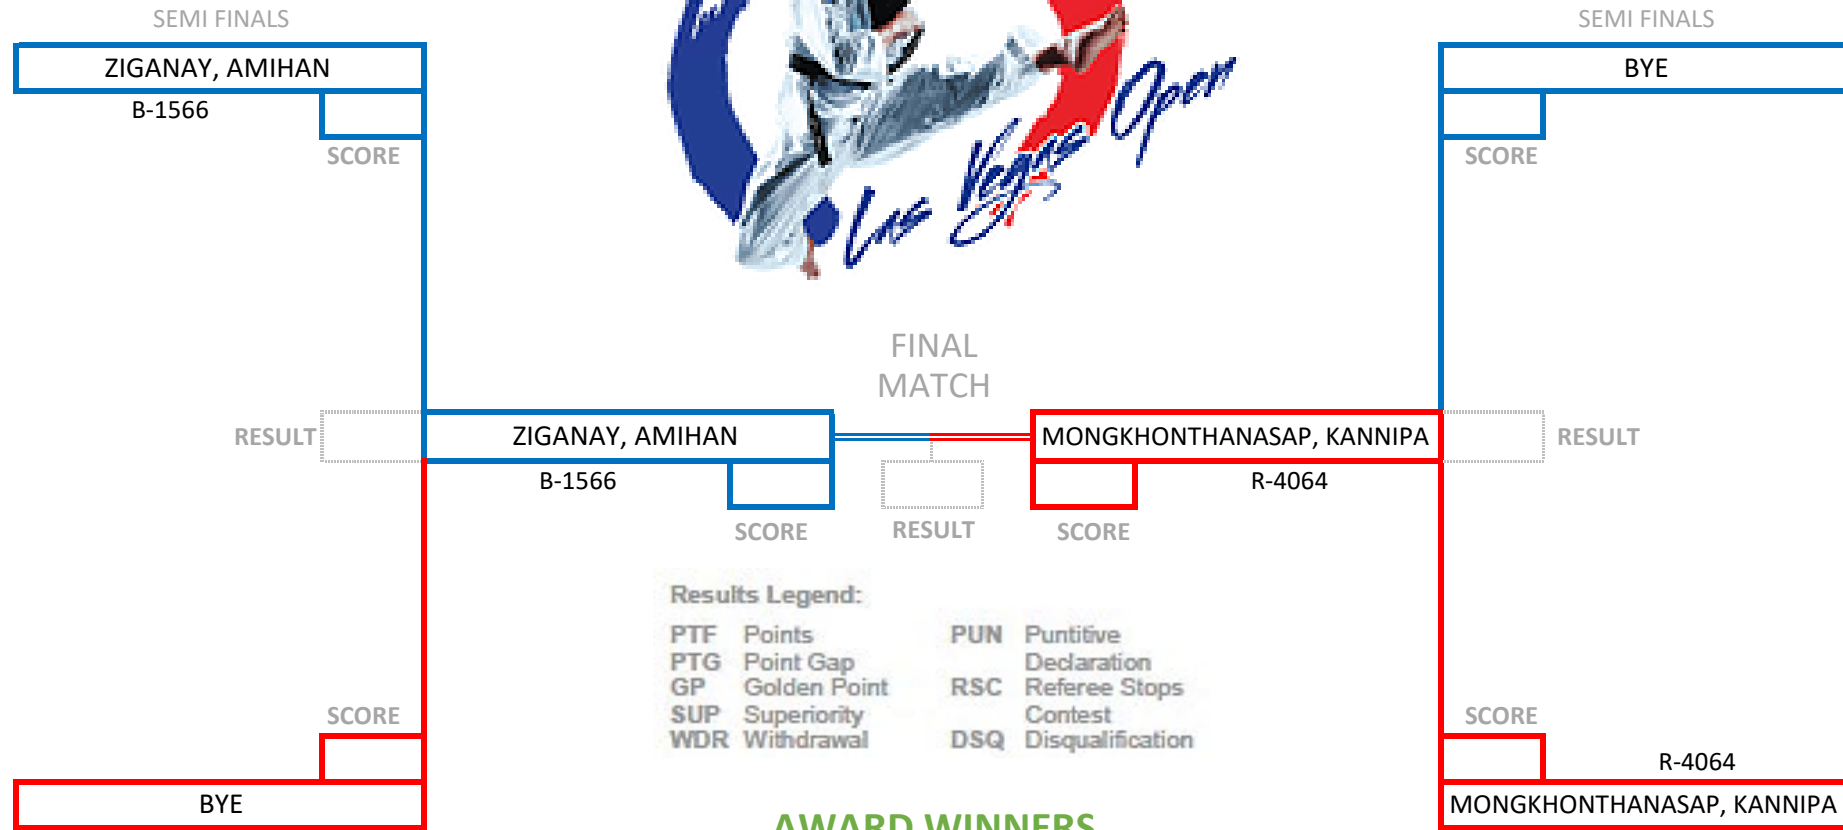 SEMI FINALS
SEMI FINALS
ZIGANAY, AMIHAN
BYE
B-1566
SCORE
SCORE
Las Vegas Open
FINAL
MATCH
RESULT
ZIGANAY, AMIHAN
MONGKHONTHANASAP, KANNIPA
RESULT
B-1566
R-4064
SCORE
RESULT
SCORE
Results Legend:
PTF Points
PTG Point Gap
GP Golden Point
SUP Superiority
WDR Withdrawal
PUN Puntitive
Declaration
RSC Referee Stops
Contest
DSQ Disqualification
SCORE
SCORE
R-4064
BYE
MONGKHONTHANASAP, KANNIPA
AWARD WINNERS